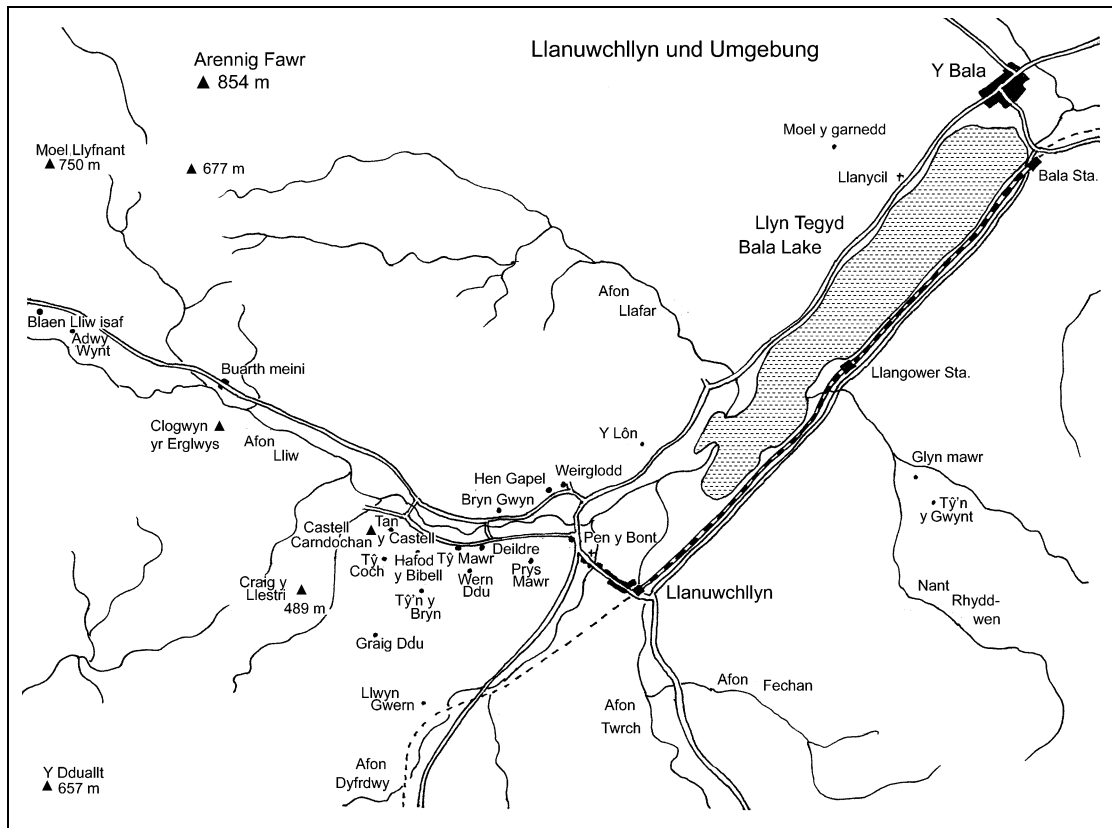 Llanuwchllyn und Umgebung
Arennig Fawr
▲ 854 m
Y Bala
Moel y garnedd
Moel Llyfnant
▲ 750 m
▲ 677 m
Llanycil
Bala Sta.
Llyn Tegyd
Bala Lake
Afon
Llafar
Blaen Lliw isaf
Adwy
Wynt
Buarth meini
Llangower Sta.
Clogwyn ▲
yr Erglwys
Afon
Lliw
Y Lôn
Glyn mawr
Hen Gapel
Weirglodd
Bryn Gwyn
Tŷ'n
y Gwynt
Castell
Carndochan ▲
Tan
y Castell
Pen y Bont
Tŷ
Coch
Hafod
y Bibell
Tŷ Mawr
Deildre
Prys
Mawr
Wern
Ddu
Craig y
Llestri ▲
489 m
Tŷ'n y
Bryn
Llanuwchllyn
Nant
Rhydd-
wen
Graig Ddu
Llwyn
Gwern
Afon
Fechan
Afon
Twrch
Afon
Dyfrdwy
Y Dduallt
▲ 657 m